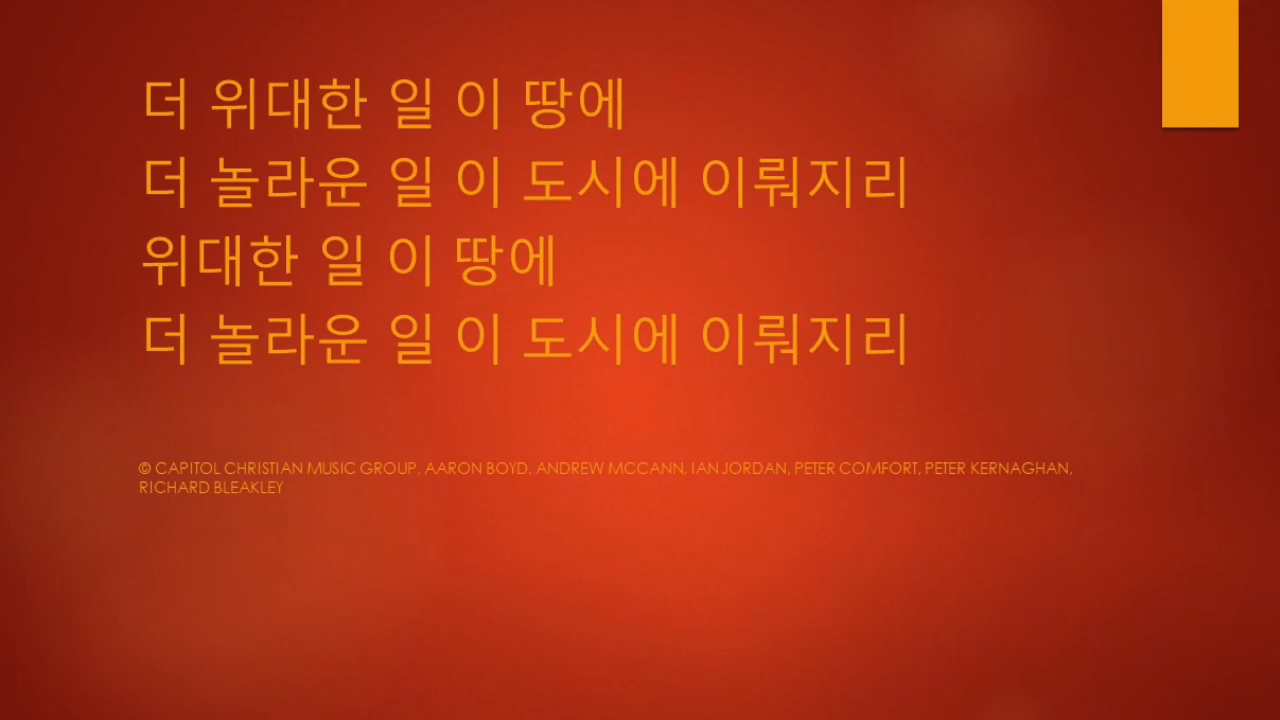 더 위대한 일 이 땅에
더 놀라운 일 이 도시에 이뤄지리
위대한 일 이 땅에
더 놀라운 일 이 도시에 이뤄지리
© CAPITOL CHRISTIAN MUSIC GROUP, AARON BOYD, ANDREW MCCANN, IAN JORDAN, PETER COMFORT, PETER KERNAGHAN,
RICHARD BLEAKLEY